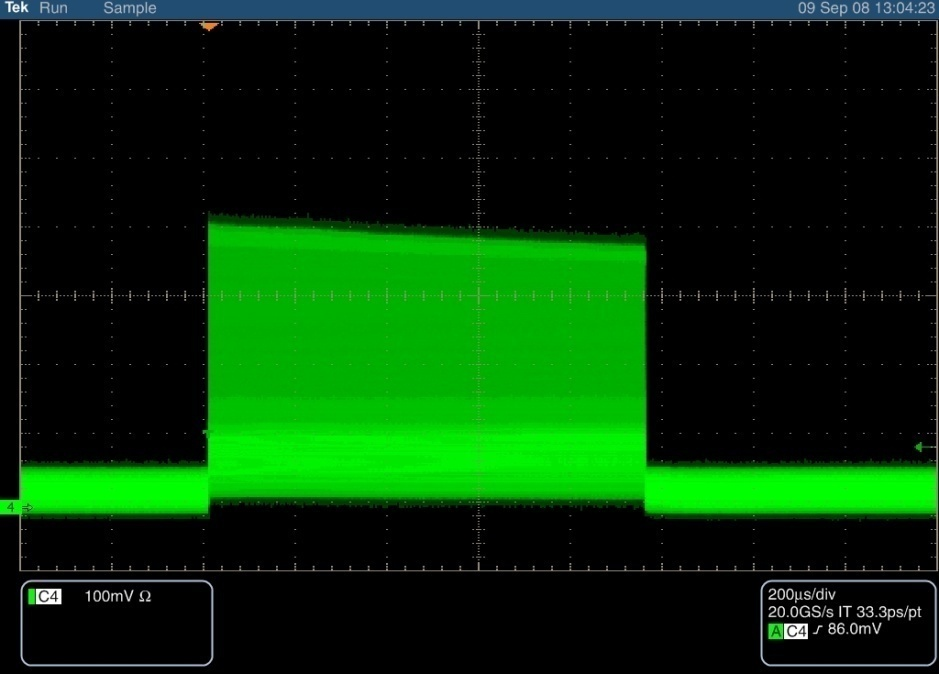 Tek Run Sample 09 Sep 08 13:04:23
4
C4 100mV Ω
200µs/div
20.0GS/s IT 33.3ps/pt
A C4 ∫ 86.0mV